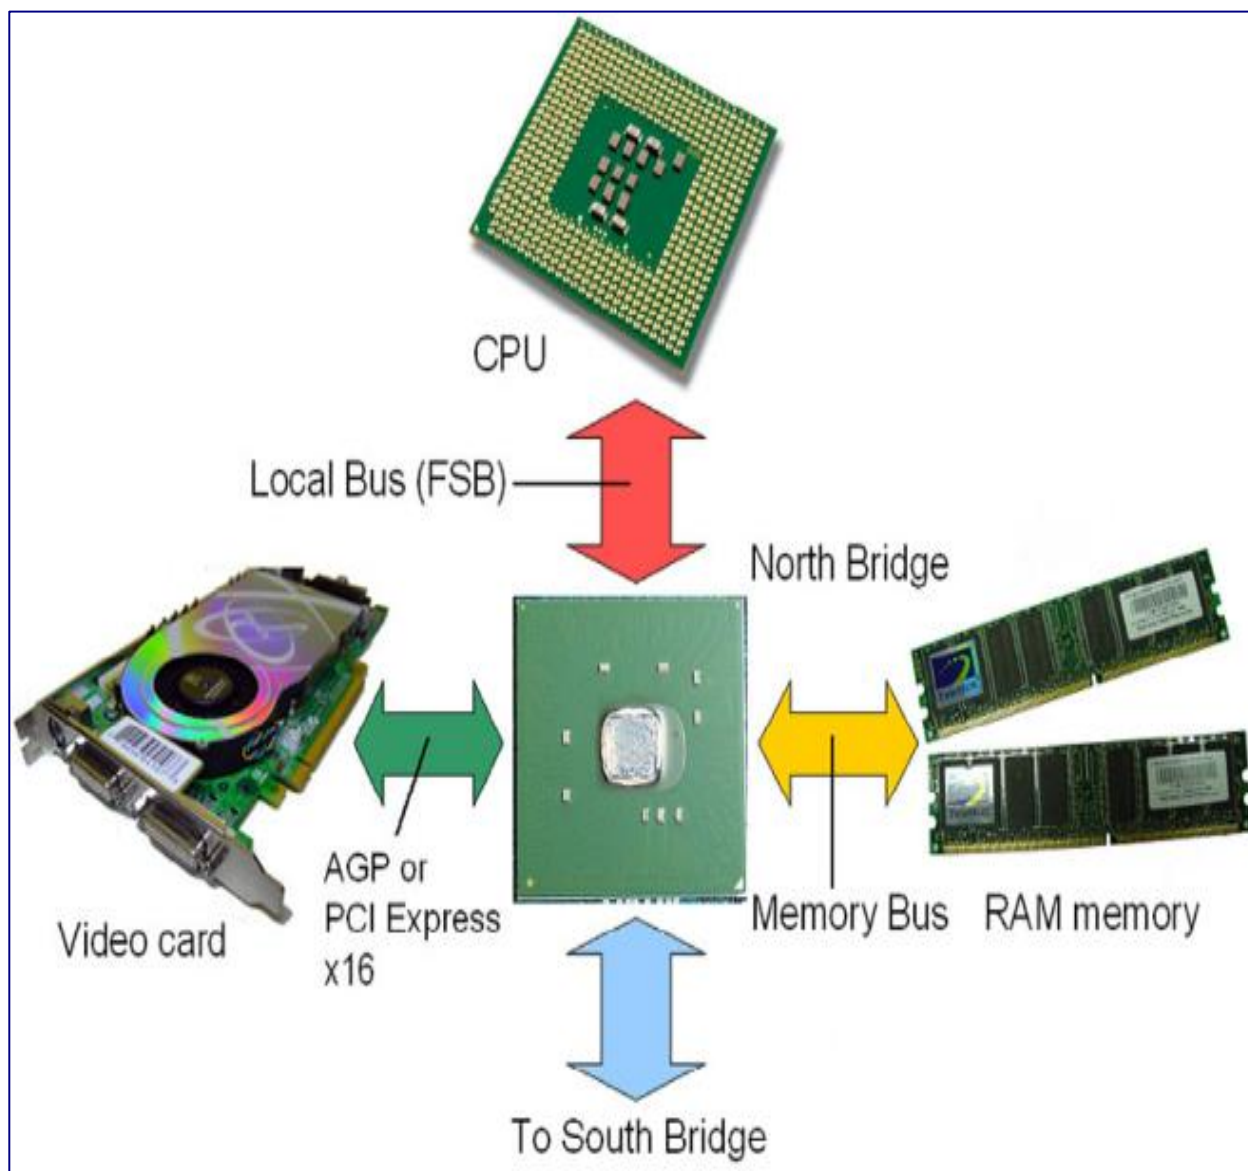 CPU
Local Bus (FSB)
North Bridge
AGP or
PCI Express
x16
Video card
Memory Bus
RAM memory
To South Bridge